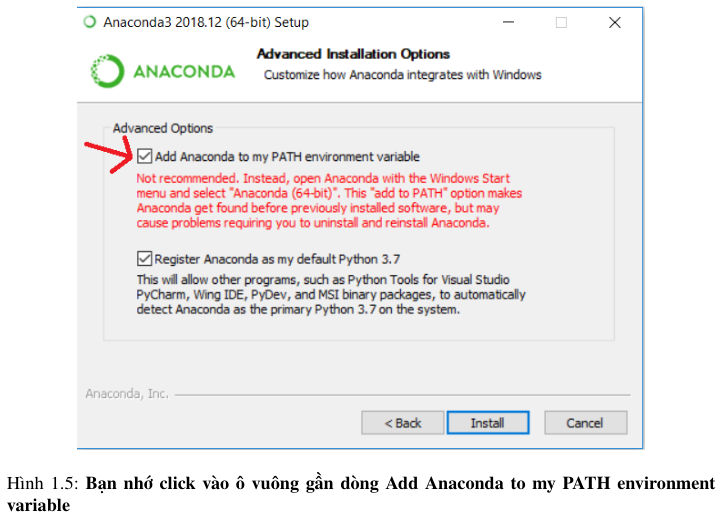 Anaconda3 2018.12 (64-bit) Setup
ANACONDA
Advanced Installation Options
Customize how Anaconda integrates with Windows
Advanced Options
Add Anaconda to my PATH environment variable
Not recommended. Instead, open Anaconda with the Windows Start
menu and select "Anaconda (64-bit)". This "add to PATH" option makes
Anaconda get found before previously installed software, but may
cause problems requiring you to uninstall and reinstall Anaconda.
Register Anaconda as my default Python 3.7
This will allow other programs, such as Python Tools for Visual Studio
PyCharm, Wing IDE, PyDev, and MSI binary packages, to automatically
detect Anaconda as the primary Python 3.7 on the system.
Anaconda, Inc.
< Back
Install
Cancel
Hình 1.5: Bạn nhớ click vào ô vuông gần dòng Add Anaconda to my PATH environment
variable